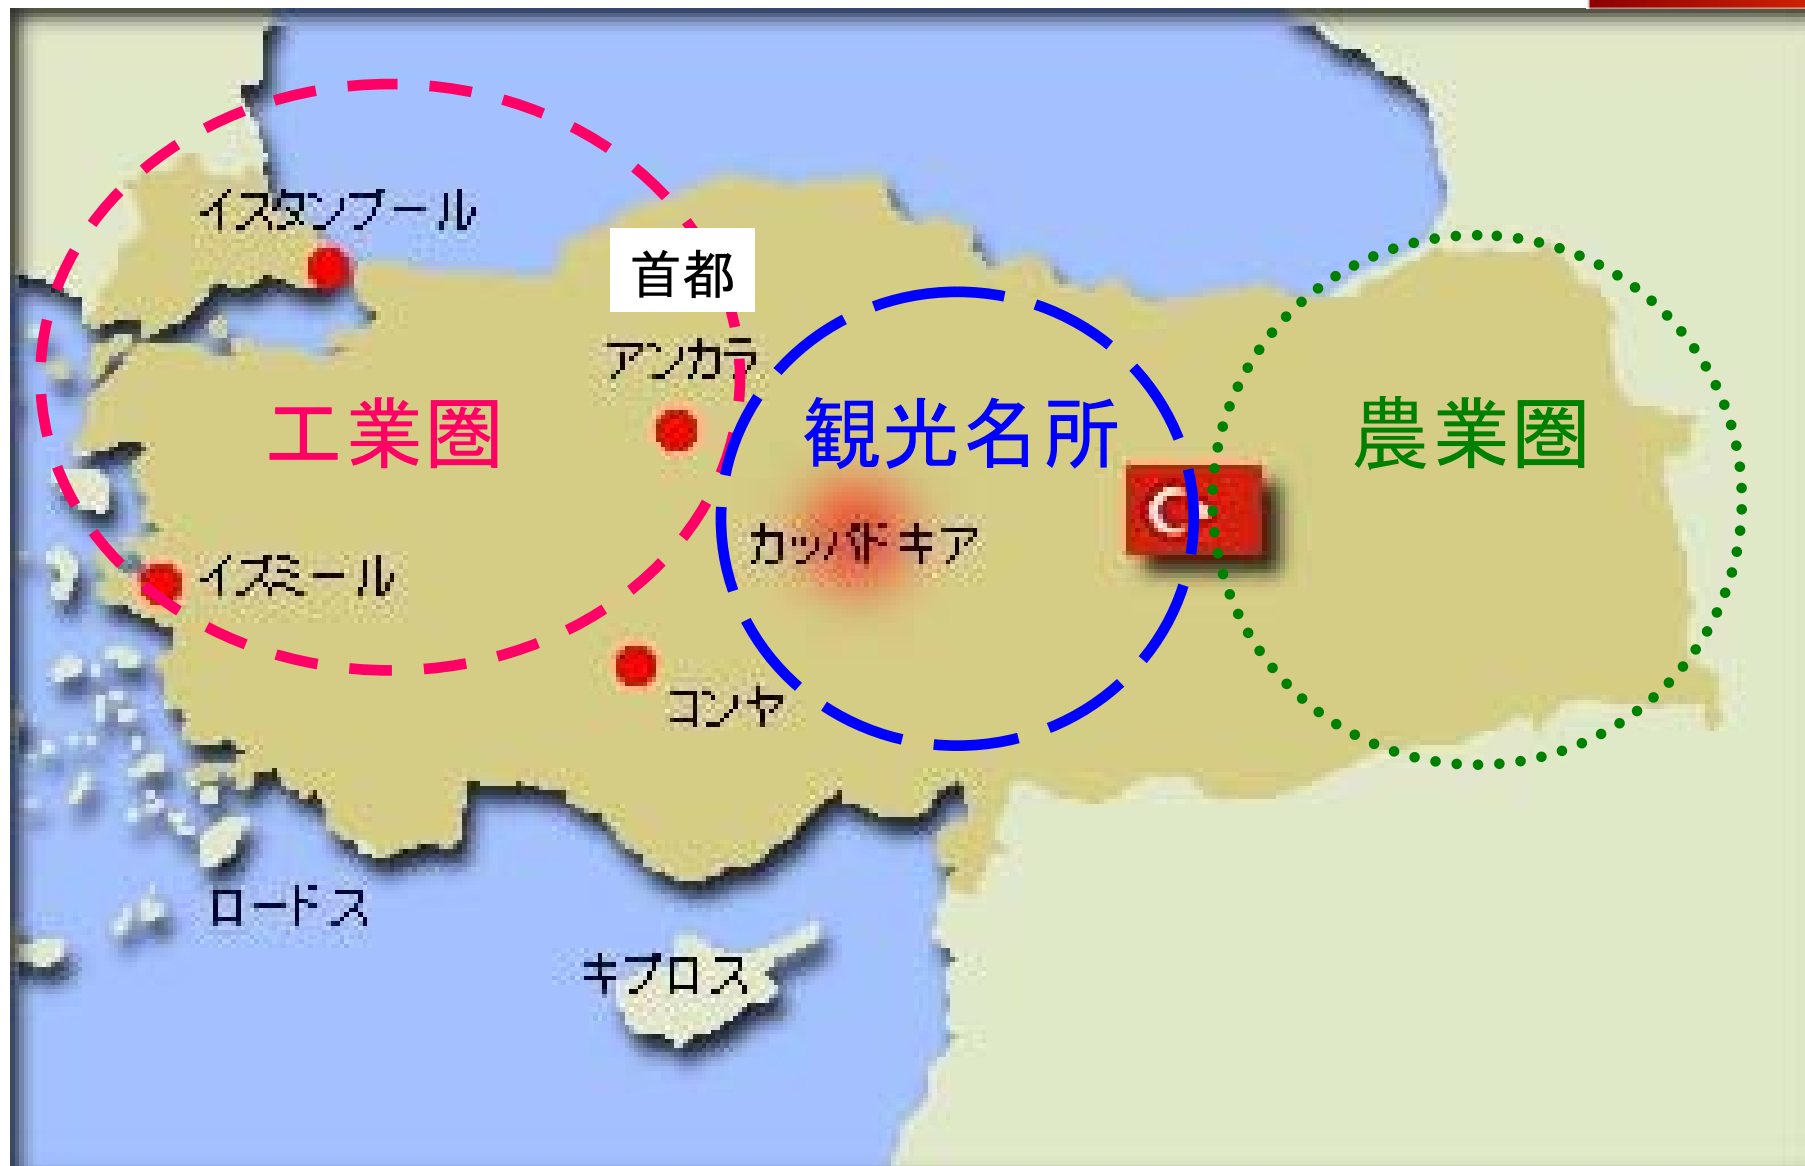 イスタンブール
首都
アンカラ
工業圏
観光名所
農業圏
カッパドキア
イズミール
コンヤ
ロードス
キプロス